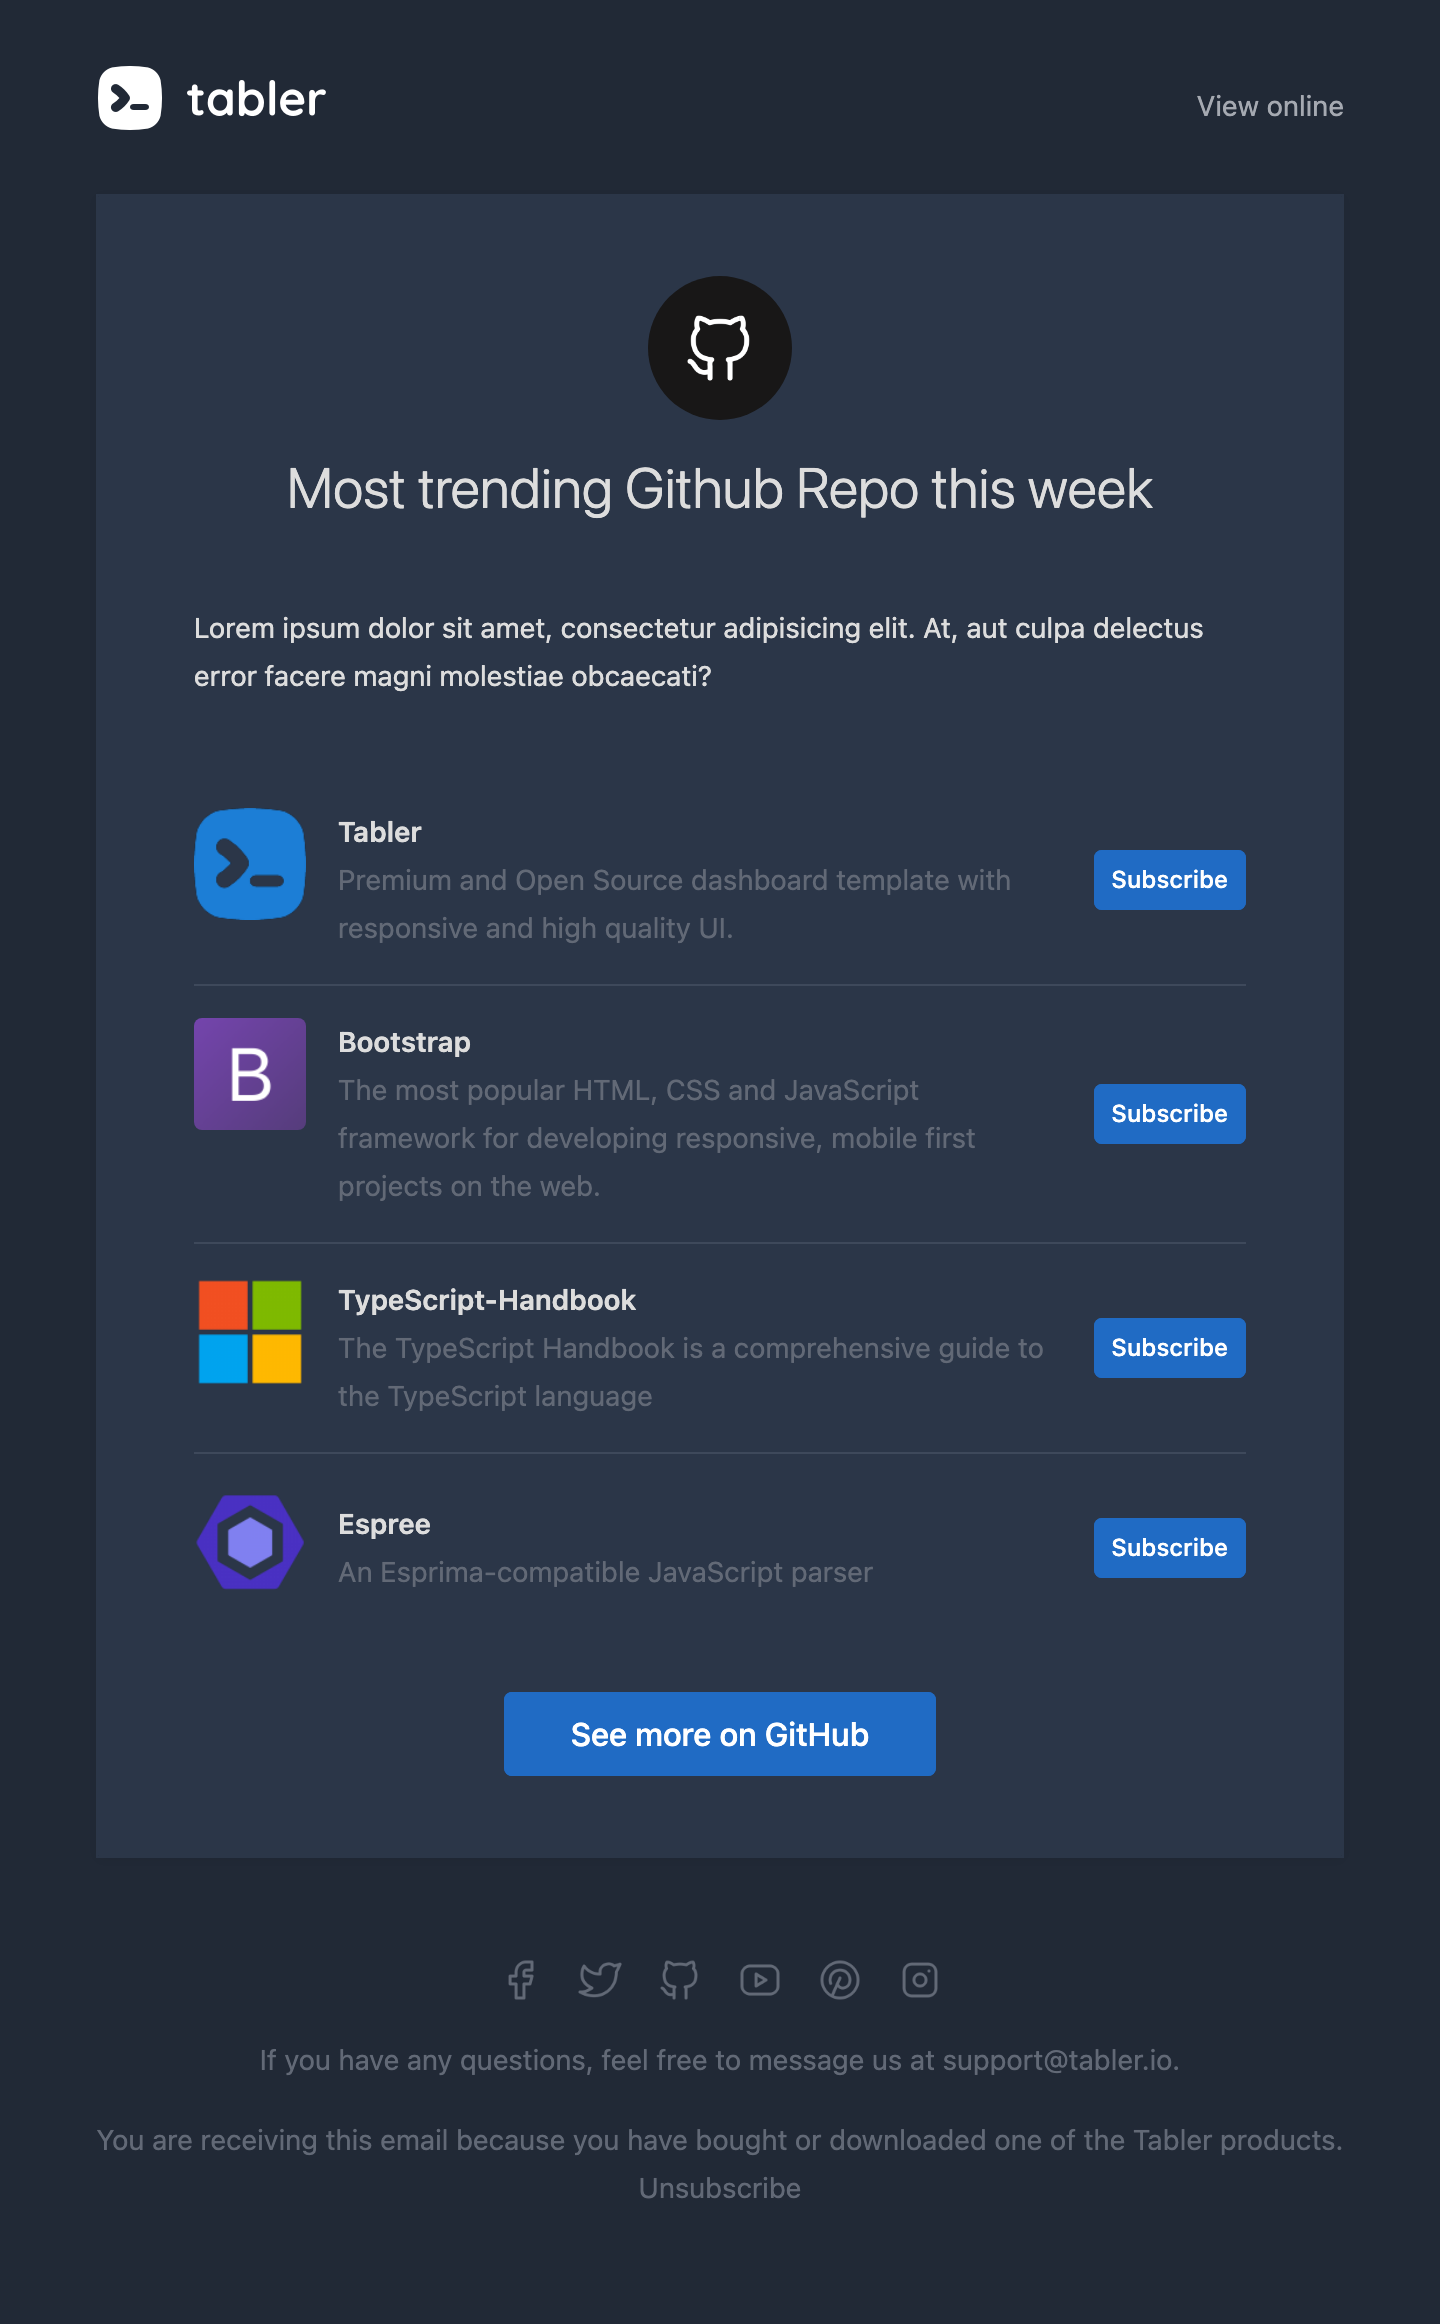 tabler
View online
Most trending Github Repo this week
Lorem ipsum dolor sit amet, consectetur adipisicing elit. At, aut culpa delectus
error facere magni molestiae obcaecati?
Tabler
Premium and Open Source dashboard template with
responsive and high quality UI.
Subscribe
B
Bootstrap
The most popular HTML, CSS and JavaScript
framework for developing responsive, mobile first
projects on the web.
Subscribe
TypeScript-Handbook
The TypeScript Handbook is a comprehensive guide to
the TypeScript language
Subscribe
Espree
An Esprima-compatible JavaScript parser
Subscribe
See more on GitHub
If you have any questions, feel free to message us at support@tabler.io.
You are receiving this email because you have bought or downloaded one of the Tabler products.
Unsubscribe